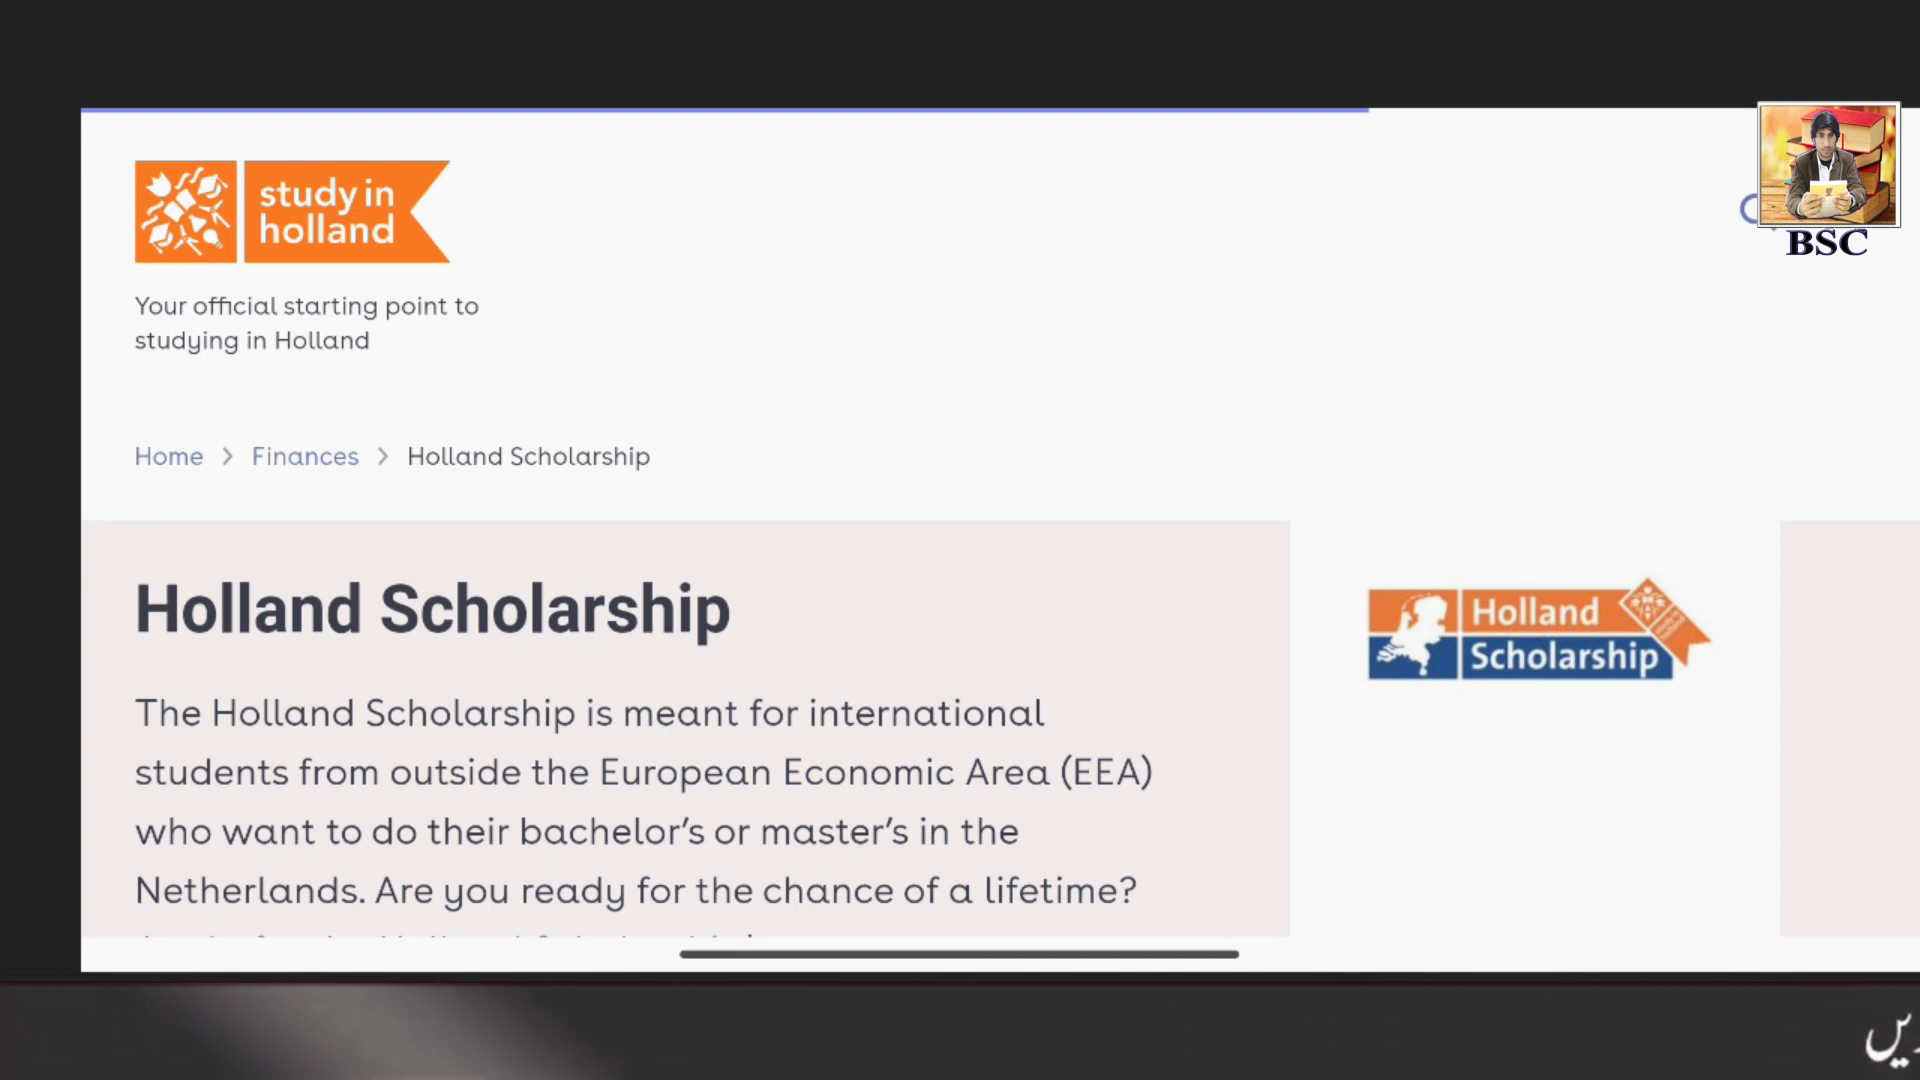 study in
holland
BSC
Your official starting point to
studying in Holland
Home > Finances > Holland Scholarship
Holland Scholarship
Holland
Scholarship
The Holland Scholarship is meant for international
students from outside the European Economic Area (EEA)
who want to do their bachelor's or master's in the
Netherlands. Are you ready for the chance of a lifetime?